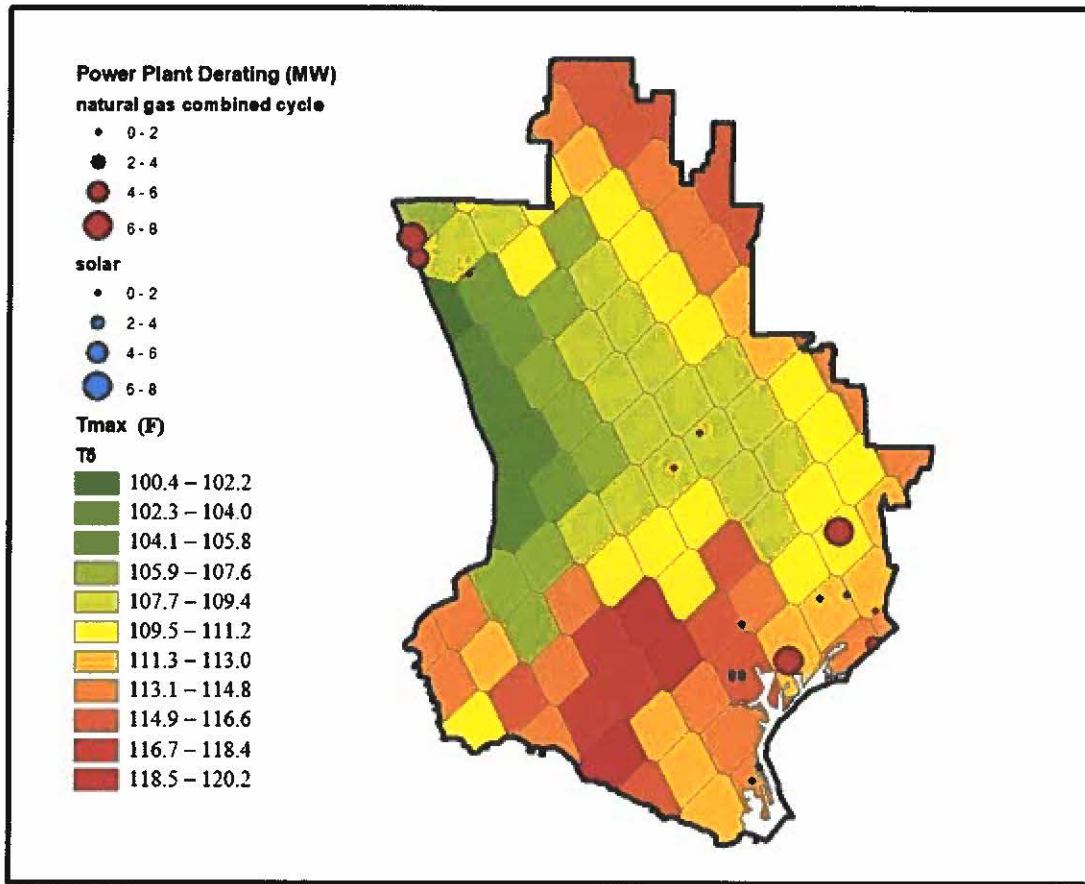 Power Plant Derating (MW)
natural gas combined cycle
0 - 2
2 - 4
4 - 6
6 - 8
solar
0 - 2
2 - 4
4 - 6
6 - 8
Tmax (F)
T6
100.4 – 102.2
102.3 – 104.0
104.1 – 105.8
105.9 – 107.6
107.7 – 109.4
109.5 – 111.2
111.3 – 113.0
113.1 – 114.8
114.9 – 116.6
116.7 – 118.4
118.5 – 120.2